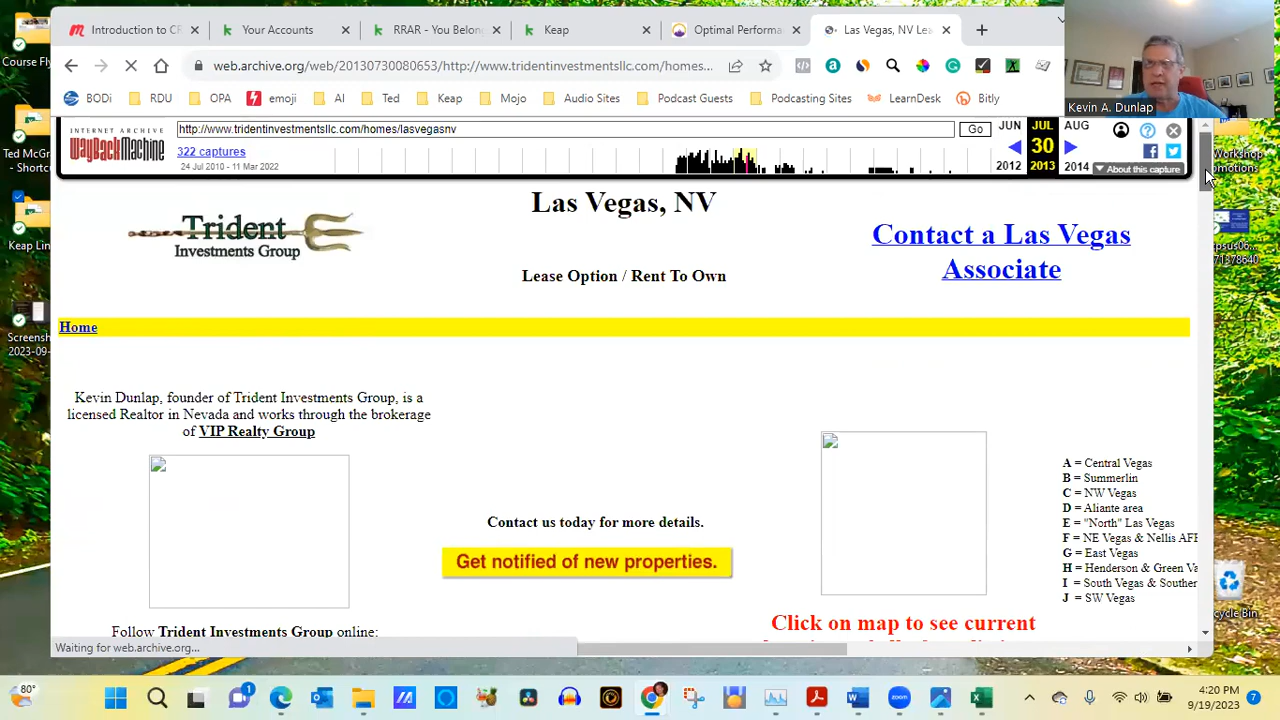 Introduction to CF
Your Accounts
RRAR - You Belon
Keap
Optimal Performa
Las Vegas, NV Lea
web.archive.org/web/20130730080653/http://www.tridentinvestmentsllc.com/homes...
Kevin A. Dunlap
BODi
RDU
OPA
emoji
AI
Ted
Keap
Mojo
Audio Sites
Podcast Guests
Podcasting Sites
LearnDesk
Bitly
Course Fly
INTERNET ARCHIVE
WayBackMachine
http://www.tridentinvestmentsllc.com/homes/lasvegasnv
Go
JUN
JUL
AUG
322 captures
30
24 Jul 2010 - 11 Mar 2022
2012
2013
2014
About this capture
Ted McGr
- Shortc
Workshop
omotions
Las Vegas, NV
Trident
Investments Group
Contact a Las Vegas
Associate
Lease Option / Rent To Own
Keap Lin
Home
Screensh
2023-09-
Kevin Dunlap, founder of Trident Investments Group, is a
licensed Realtor in Nevada and works through the brokerage
of VIP Realty Group
A = Central Vegas
B = Summerlin
C = NW Vegas
D = Aliante area
E = "North" Las Vegas
F = NE Vegas & Nellis AFB
G = East Vegas
H = Henderson & Green Va
I = South Vegas & Souther
J = SW Vegas
Contact us today for more details.
Get notified of new properties.
Click on map to see current
Follow Trident Investments Group online:
cycle Bin
Waiting for web.archive.org...
80°
1
4:20 PM
9/19/2023
7